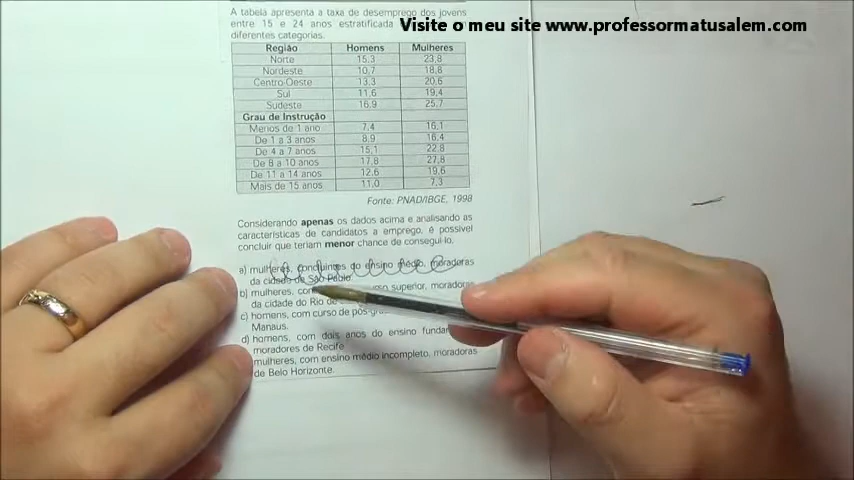 Visite o meu site www.professormatusalem.com
A tabela apresenta a taxa de desemprego dos jovens
entre 15 e 24 anos estratificada
diferentes categorias.
Região Homens Mulheres
Norte 15,3 23,8
Nordeste 10,7 18,8
Centro-Oeste 13,3 20,6
Sul 11,6 19,4
Sudeste 16,9 25,7
Grau de Instrução
Menos de 1 ano 7,4 16,1
De 1 a 3 anos 8,9 16,4
De 4 a 7 anos 15,1 22,8
De 8 a 10 anos 17,8 27,8
De 11 a 14 anos 12,6 19,6
Mais de 15 anos 11,0 7,3
Fonte: PNAD/IBGE, 1998
Considerando apenas os dados acima e analisando as
características de candidatos a emprego, é possível
concluir que teriam menor chance de consegui-lo,
a) mulheres, concluintes do ensino médio, moradoras
da cidade de São Paulo.
b) mulheres, superior, moradoras
da cidade do Rio de
c) homens, com curso de
Manaus.
d) homens, com dois anos do ensino
moradores de Recife
mulheres, com ensino médio incompleto, moradoras
de Belo Horizonte.